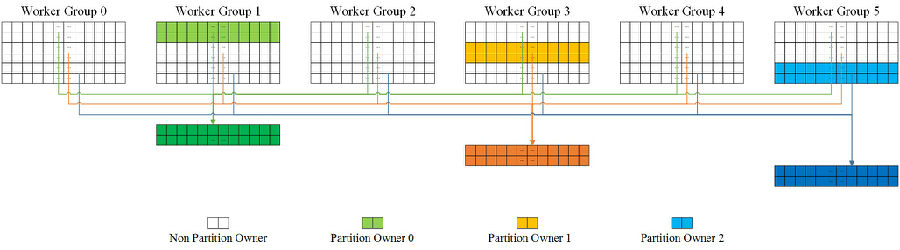 Worker Group 0 Worker Group 1 Worker Group 2 Worker Group 3 Worker Group 4 Worker Group 5
Non Partition Owner Partition Owner 0 Partition Owner 1 Partition Owner 2